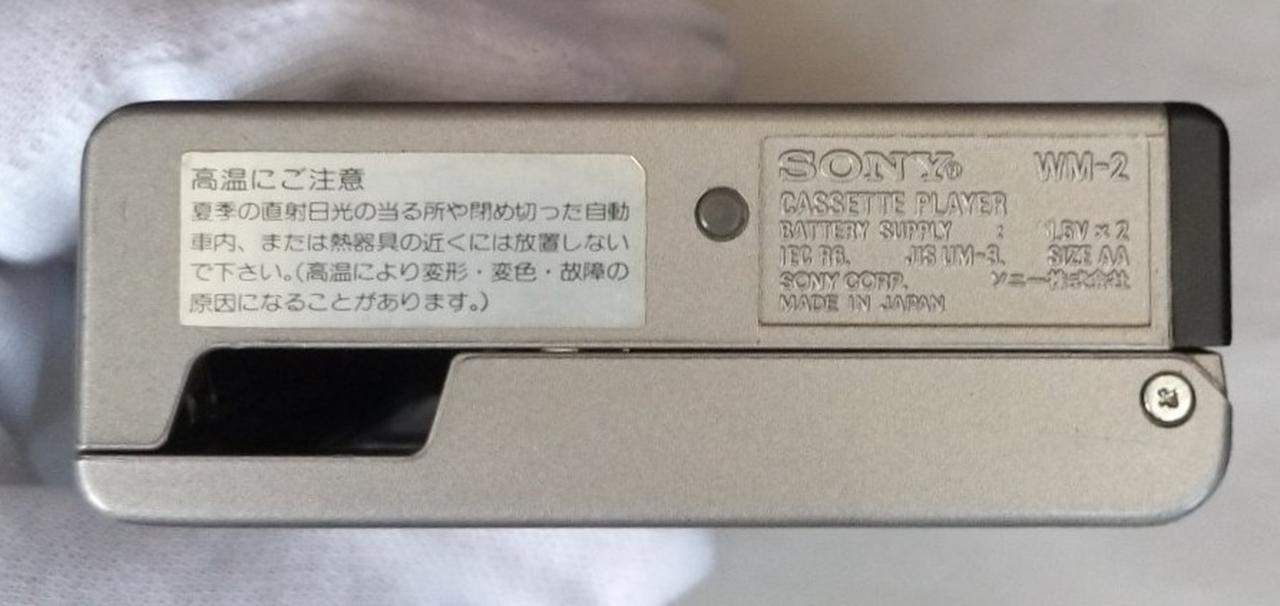 高温にご注意
夏季の直射日光の当る所や閉め切った自動
車内、または熱器具の近くには放置しない
で下さい。(高温により変形・変色・故障の
原因になることがあります。)
SONY® WM-2
CASSETTE PLAYER
BATTERY SUPPLY : 1.5V × 2
IEC R6. JIS UM-3. SIZE AA
SONY CORP. ソニー株式会社
MADE IN JAPAN